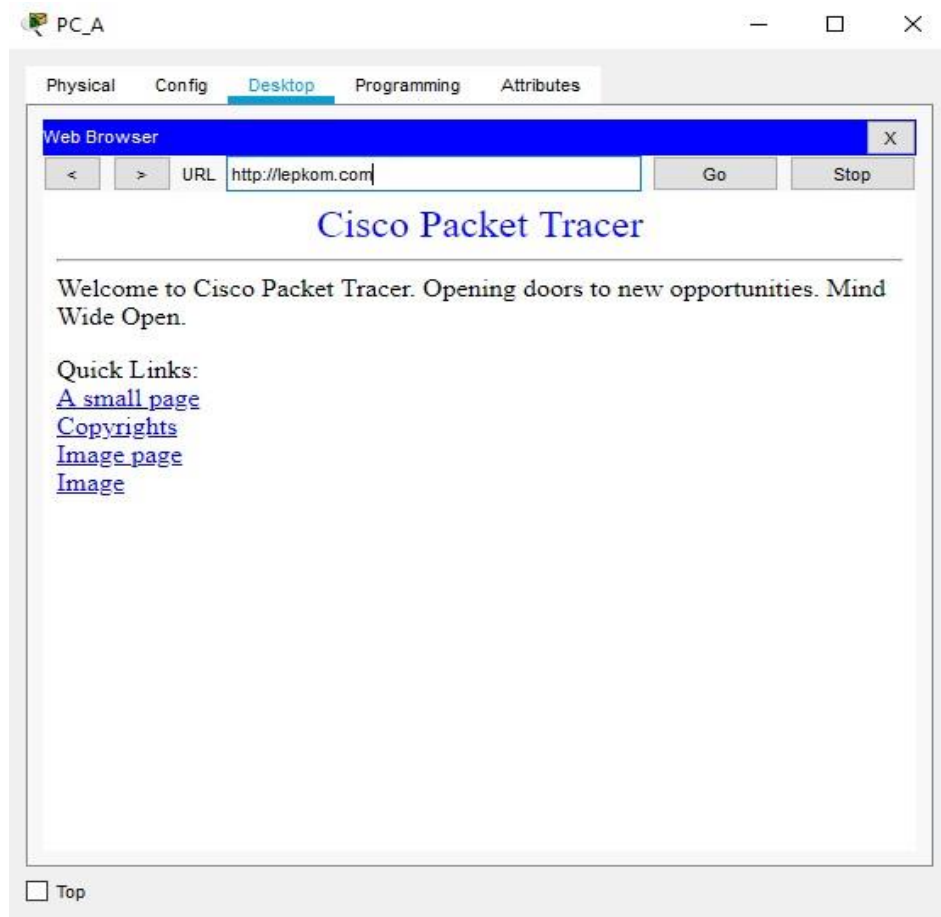 PC_A
Physical Config Desktop Programming Attributes
Web Browser X
< > URL http://lepkom.com Go Stop
Cisco Packet Tracer
Welcome to Cisco Packet Tracer. Opening doors to new opportunities. Mind
Wide Open.
Quick Links:
A small page
Copyrights
Image page
Image
Top